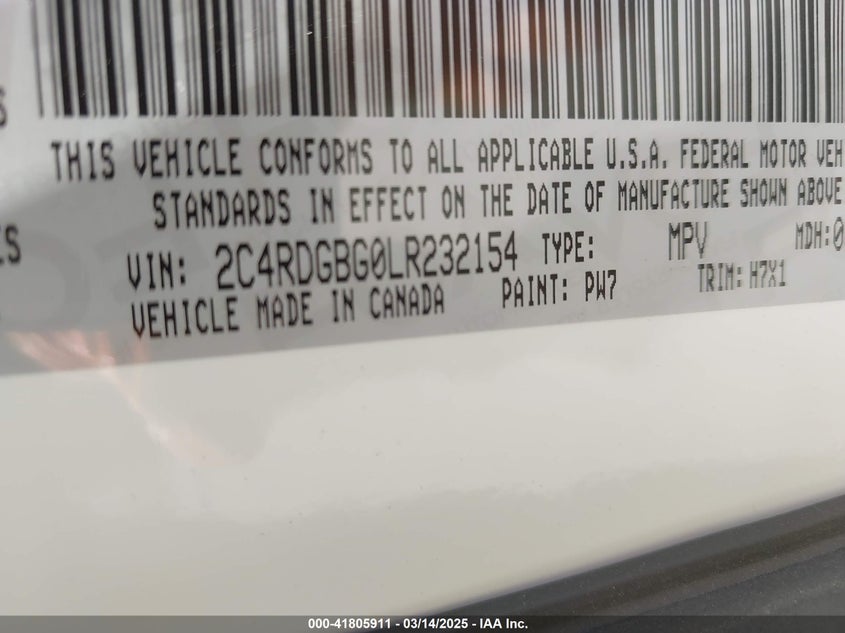 THIS VEHICLE CONFORMS TO ALL APPLICABLE U.S.A. FEDERAL MOTOR VEH
STANDARDS IN EFFECT ON THE DATE OF MANUFACTURE SHOWN ABOVE
VIN: 2C4RDGBG0LR232154 TYPE: MPV MDH:0
VEHICLE MADE IN CANADA PAINT: PW7 TRIM: H7X1
000-41805911 - 03/14/2025 - IAA Inc.